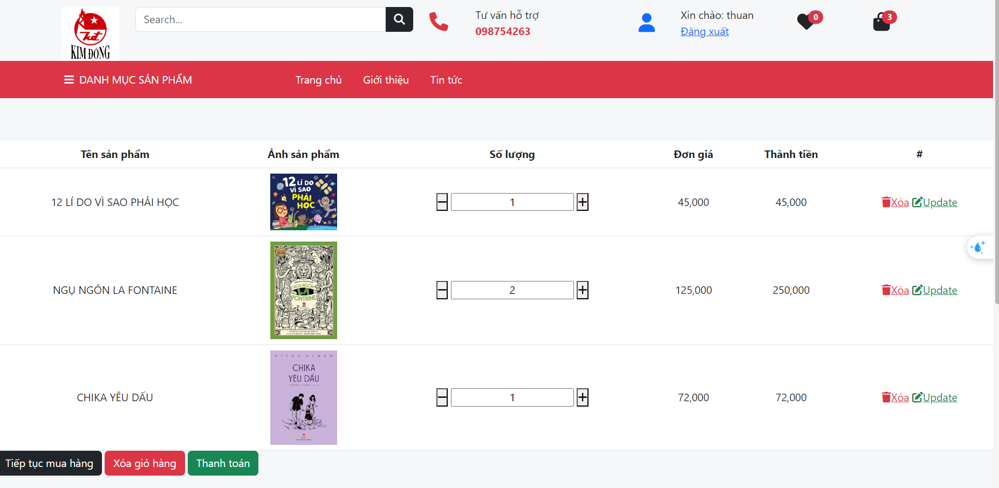 KIM ĐỒNG
Search...
Tư vấn hỗ trợ
098754263
Xin chào: thuan
Đăng xuất
0
3
DANH MỤC SẢN PHẨM Trang chủ Giới thiệu Tin tức
Tên sản phẩm Ảnh sản phẩm Số lượng Đơn giá Thành tiền #
12 LÍ DO VÌ SAO PHẢI HỌC
12 LÍ DO
VÌ SAO
PHẢI
HỌC
1 45,000 45,000 Xóa Update
NGỤ NGÔN LA FONTAINE
NGỤ NGÔN
LA
FONTAINE
2 125,000 250,000 Xóa Update
CHIKA YÊU DẤU
MITCH ALBOM
CHIKA
YÊU DẤU
1 72,000 72,000 Xóa Update
Tiếp tục mua hàng Xóa giỏ hàng Thanh toán